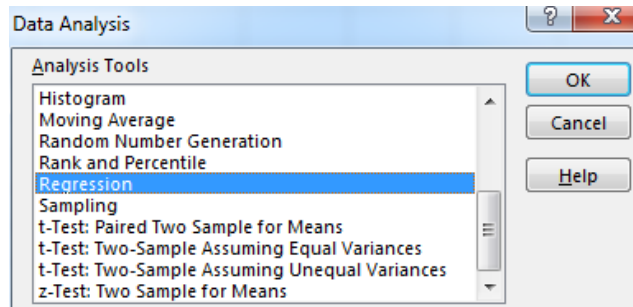 Data Analysis
?
X
Analysis Tools
Histogram
Moving Average
Random Number Generation
Rank and Percentile
Regression
Sampling
t-Test: Paired Two Sample for Means
t-Test: Two-Sample Assuming Equal Variances
t-Test: Two-Sample Assuming Unequal Variances
z-Test: Two Sample for Means
OK
Cancel
Help